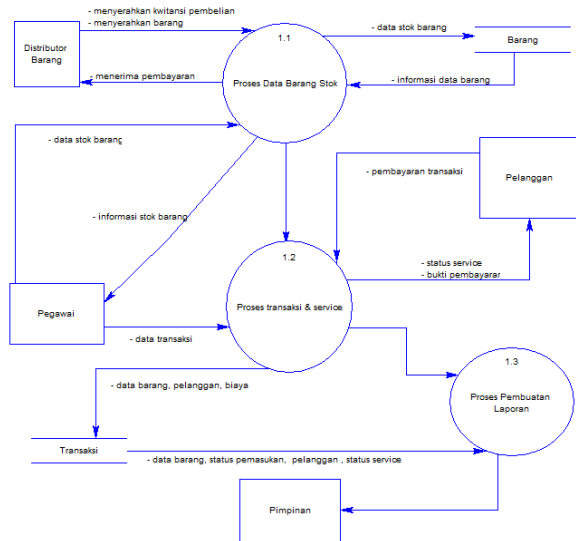 - menyerahkan kwitansi pembelian
- menyerahkan barang
1.1
- data stok barang
Distributor
Barang
Barang
Proses Data Barang Stok
- menerima pembayaran
- informasi data barang
- data stok barang
- pembayaran transaksi
Pelanggan
- informasi stok barang
1.2
- status service
- bukti pembayarar
Proses transaksi & service
Pegawai
- data transaksi
1.3
- data barang, pelanggan, biaya
Proses Pembuatan
Laporan
Transaksi
- data barang, status pemasukan, pelanggan , status service
Pimpinan